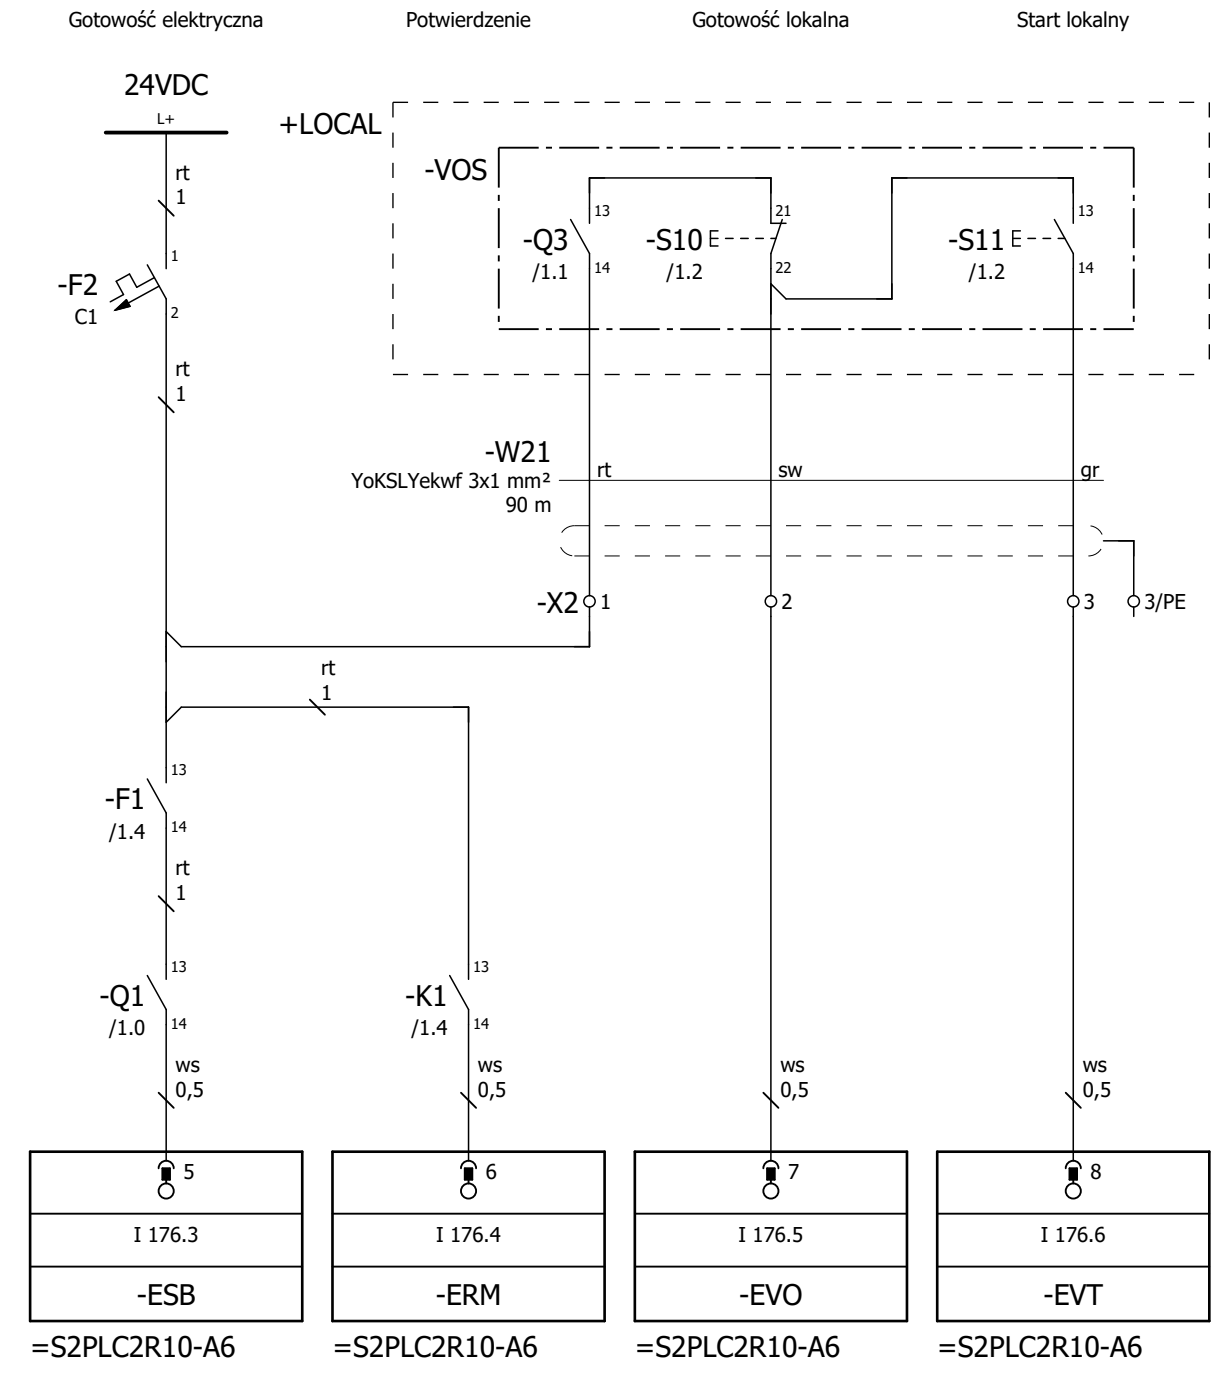 Gotowość elektryczna
Potwierdzenie
Gotowość lokalna
Start lokalny
24VDC
L+
+LOCAL
-VOS
rt
1
1
-F2
C1
2
rt
1
13
-Q3
/1.1
14
21
-S10
/1.2
22
13
-S11
/1.2
14
-W21
YoKSLYekwf 3x1 mm²
90 m
rt
sw
gr
-X2
1
2
3
3/PE
rt
1
13
-F1
/1.4
14
rt
1
13
-Q1
/1.0
14
13
-K1
/1.4
14
ws
0,5
ws
0,5
ws
0,5
ws
0,5
5
6
7
8
I 176.3
I 176.4
I 176.5
I 176.6
-ESB
-ERM
-EVO
-EVT
=S2PLC2R10-A6
=S2PLC2R10-A6
=S2PLC2R10-A6
=S2PLC2R10-A6